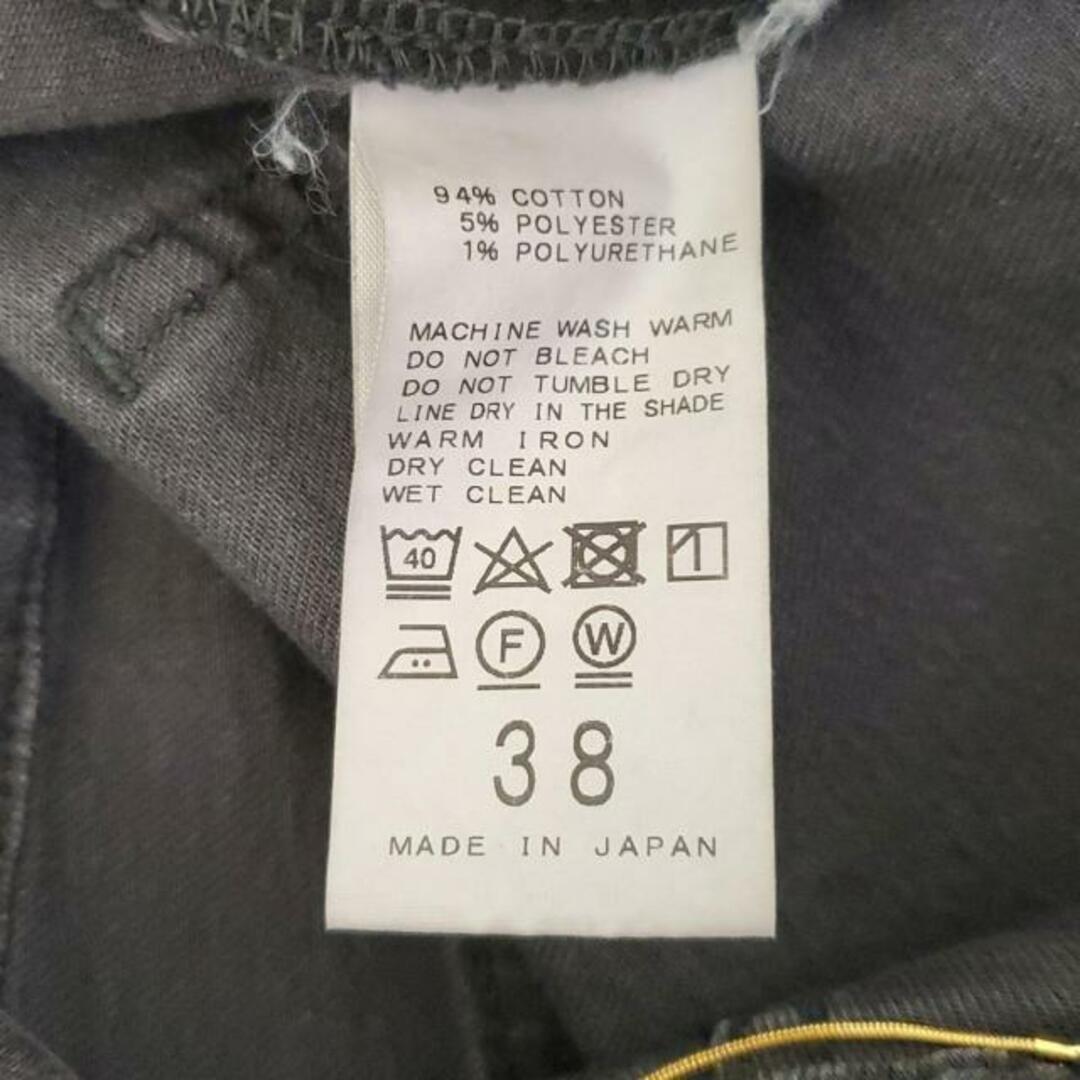 94% COTTON
5% POLYESTER
1% POLYURETHANE
MACHINE WASH WARM
DO NOT BLEACH
DO NOT TUMBLE DRY
LINE DRY IN THE SHADE
WARM IRON
DRY CLEAN
WET CLEAN
40
F W
38
MADE IN JAPAN